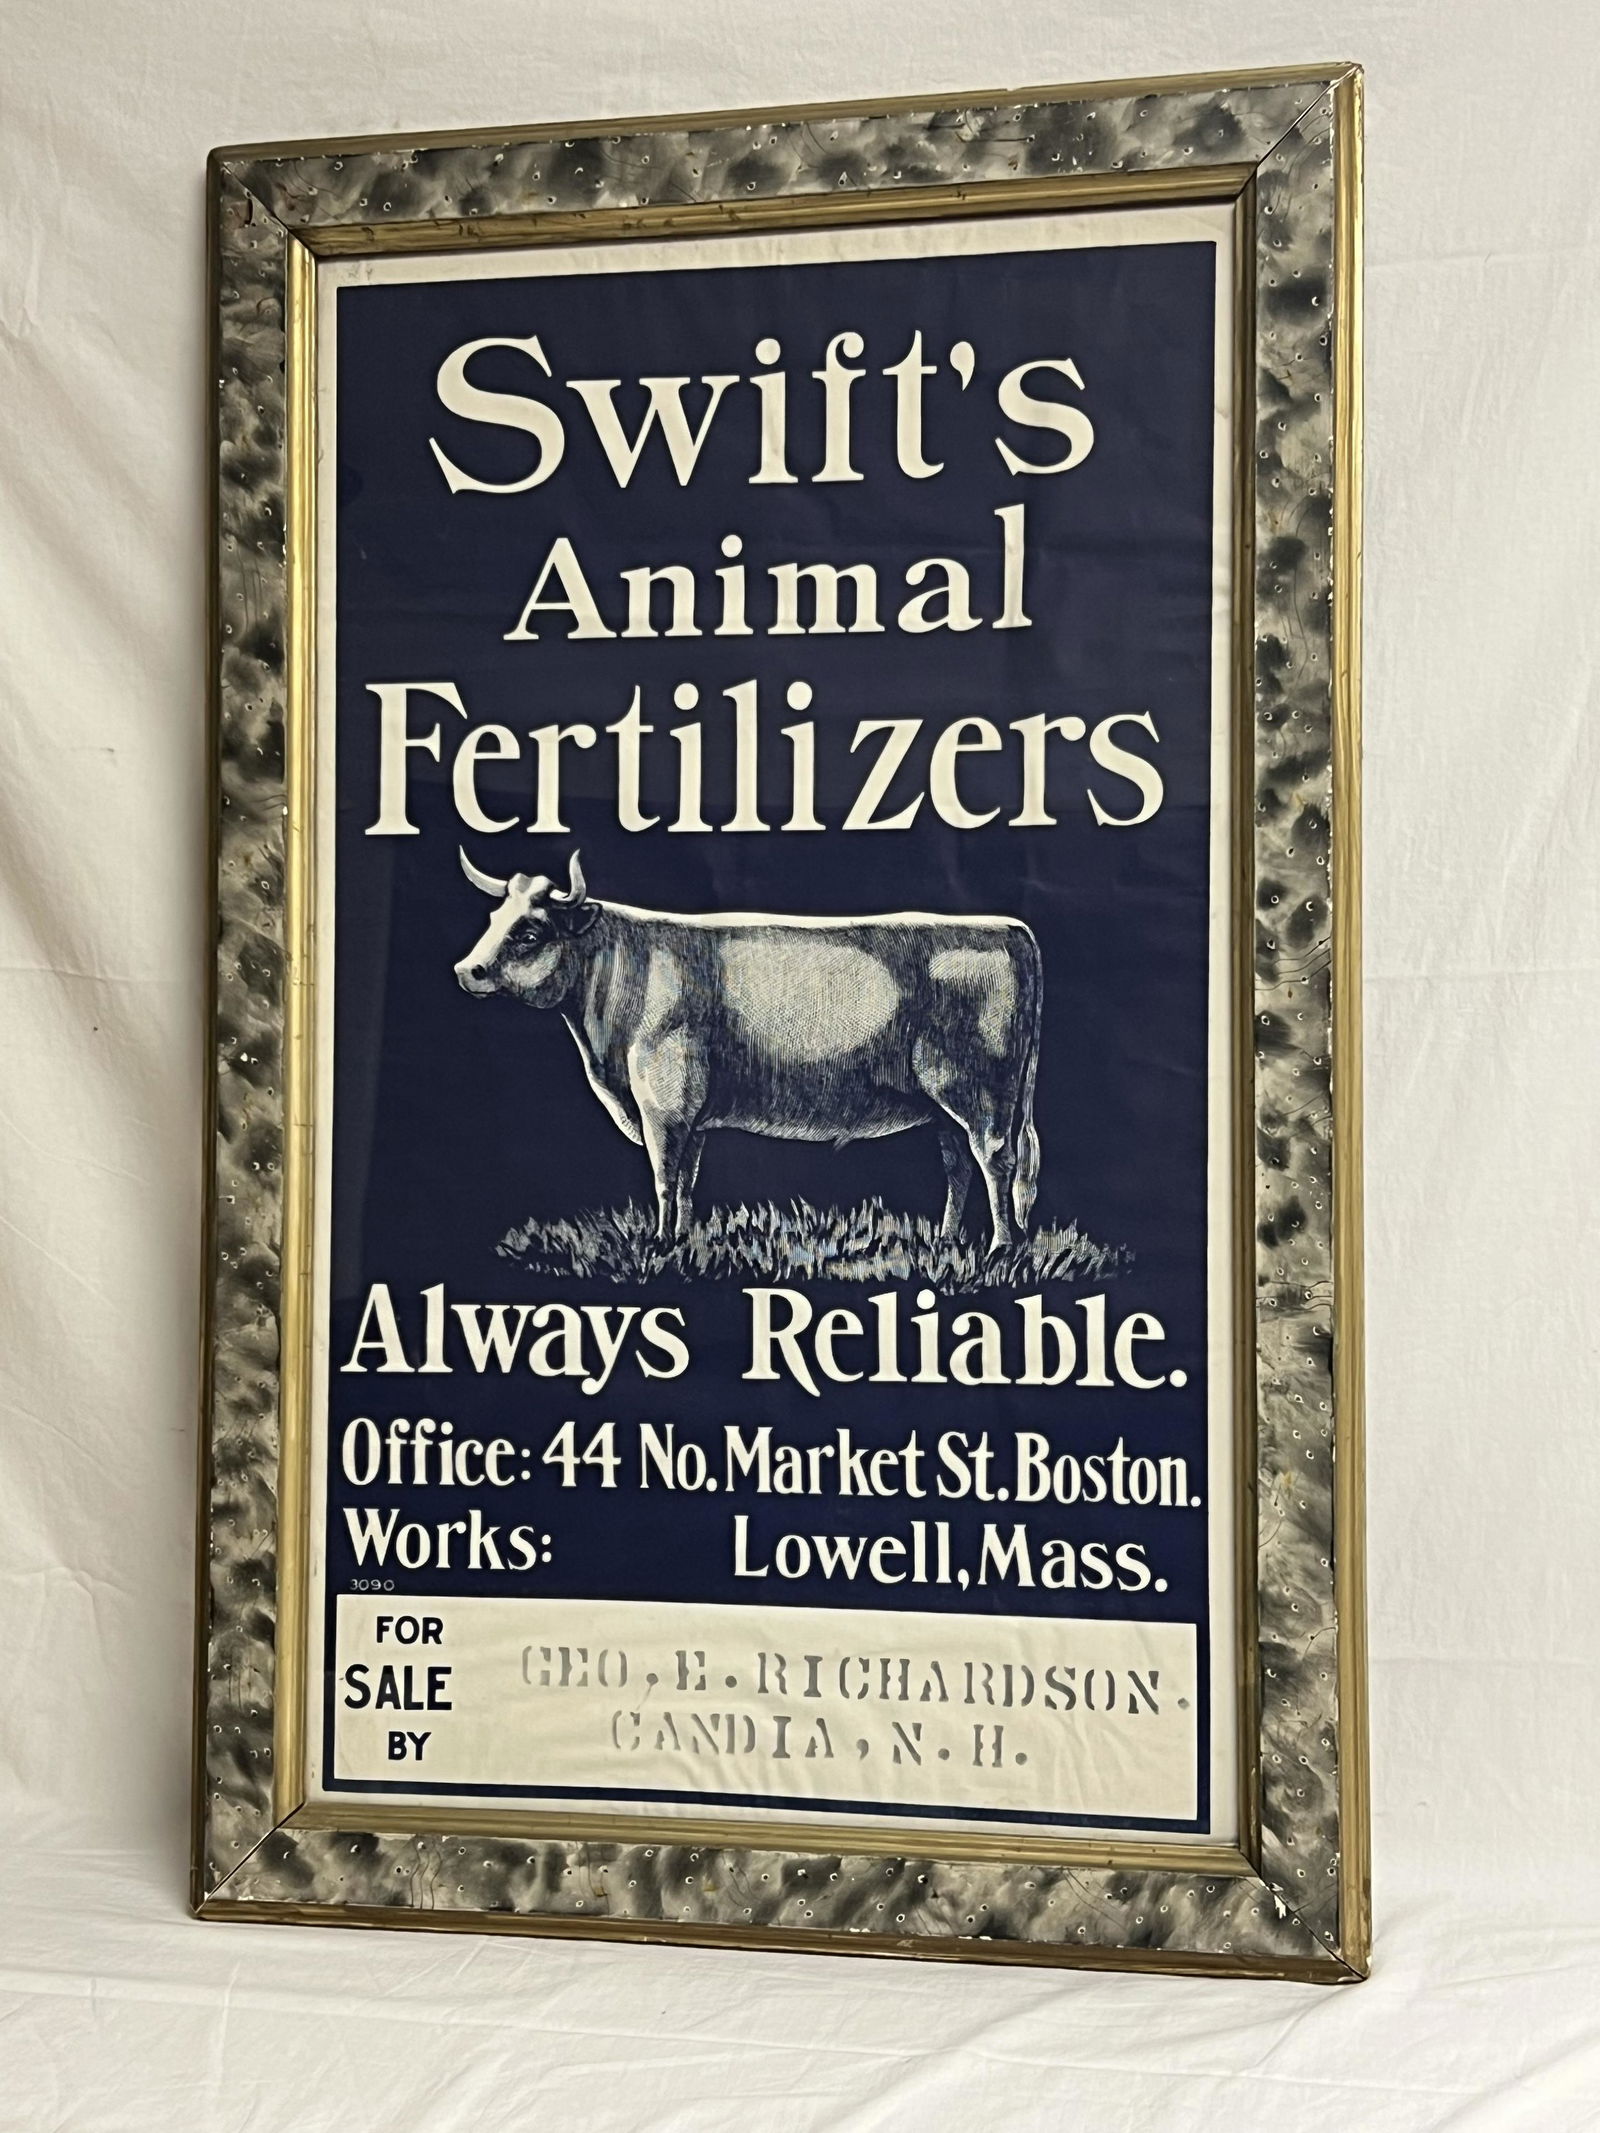 Swift's
Animal
Fertilizers
Always Reliable.
Office: 44 No. Market St. Boston.
Works: Lowell, Mass.
3090
FOR
SALE
BY
GEO. E. RICHARDSON.
CANDIA, N. H.